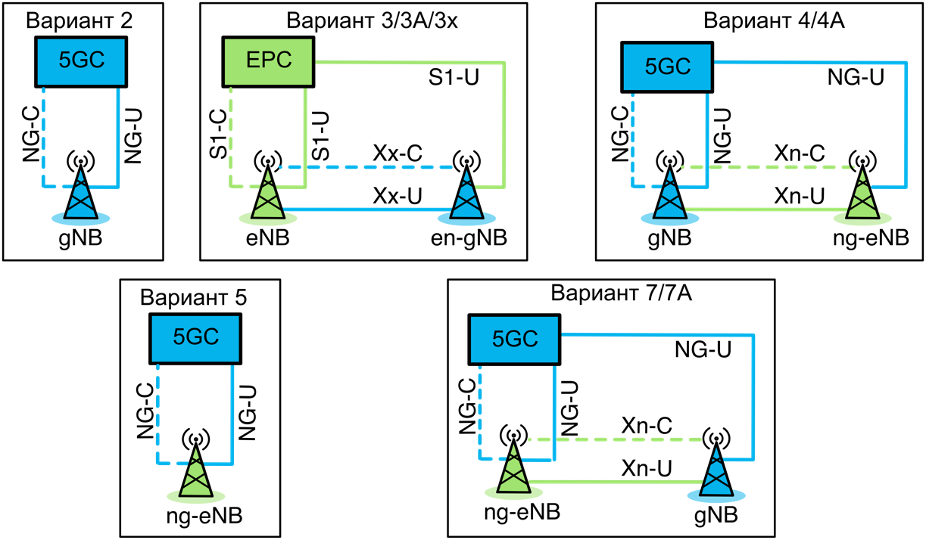 Вариант 2
5GC
NG-C
NG-U
gNB
Вариант 3/3A/3x
EPC
S1-U
S1-C
S1-U
Xx-C
Xx-U
eNB
en-gNB
Вариант 4/4A
5GC
NG-U
NG-C
NG-U
Xn-C
Xn-U
gNB
ng-eNB
Вариант 5
5GC
NG-C
NG-U
ng-eNB
Вариант 7/7A
5GC
NG-U
NG-C
NG-U
Xn-C
Xn-U
ng-eNB
gNB